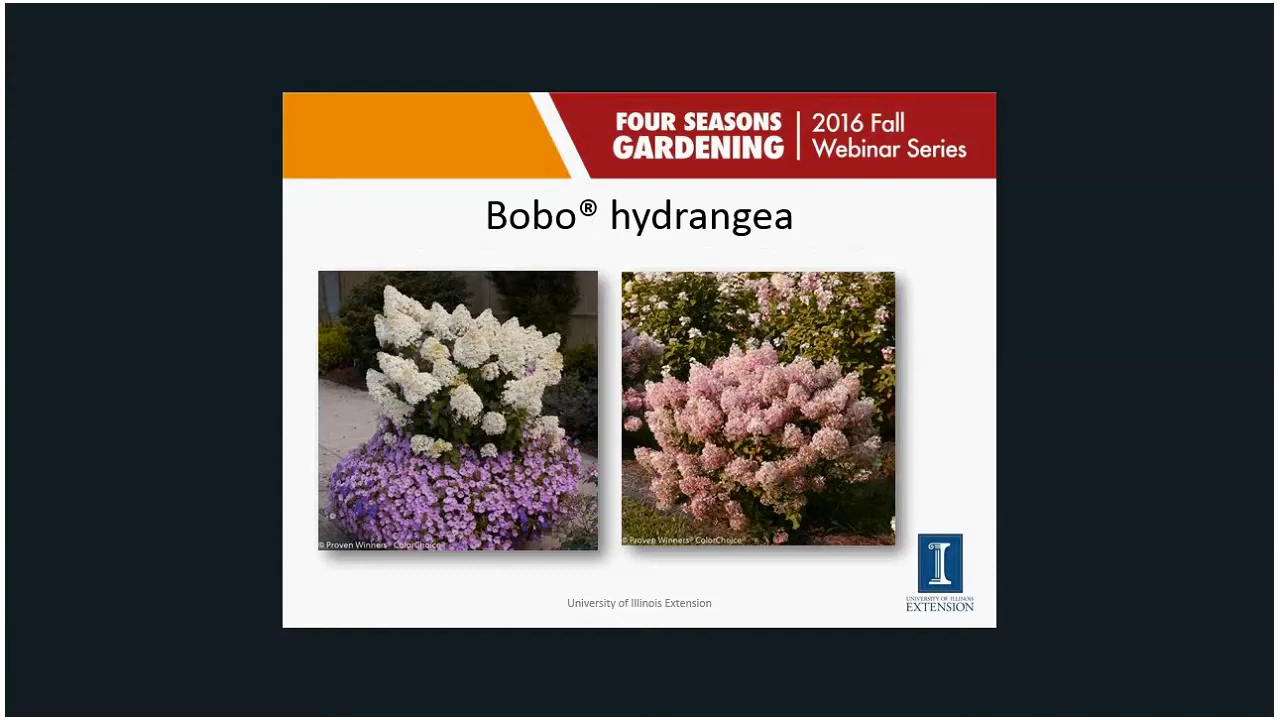 FOUR SEASONS
GARDENING
2016 Fall
Webinar Series
Bobo® hydrangea
© Proven Winners® ColorChoice®
© Proven Winners® ColorChoice®
University of Illinois Extension
UNIVERSITY OF ILLINOIS
EXTENSION